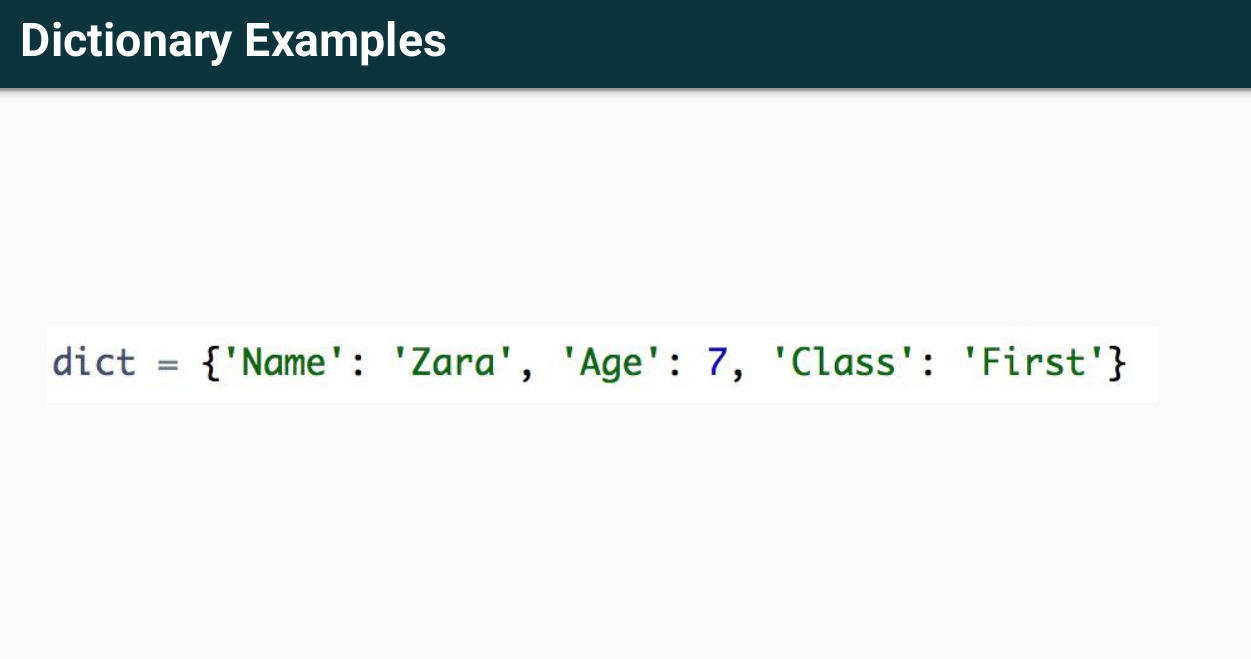 Dictionary Examples
dict = {'Name': 'Zara', 'Age': 7, 'Class': 'First'}